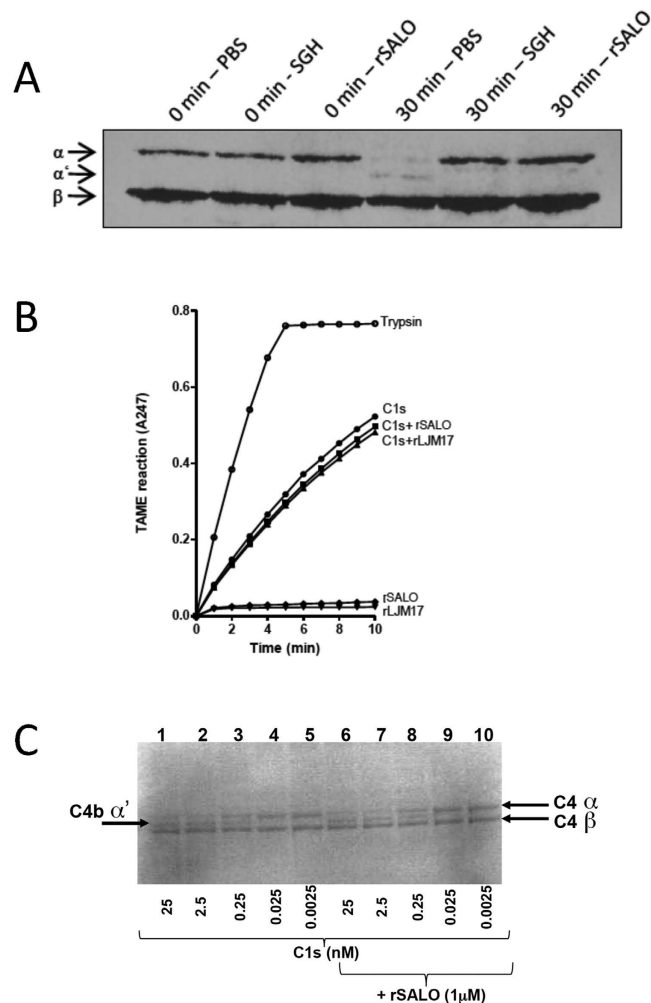 A
0 min – PBS
0 min - SGH
0 min – rSALO
30 min – PBS
30 min – SGH
30 min – rSALO
α
α‘
β
B
TAME reaction (A247)
0.8
0.6
0.4
0.2
0.0
0 2 4 6 8 10
Time (min)
Trypsin
C1s
C1s+ rSALO
C1s+rLJM17
rSALO
rLJM17
C
1 2 3 4 5 6 7 8 9 10
C4b α’
C4 α
C4 β
25 2.5 0.25 0.025 0.0025 25 2.5 0.25 0.025 0.0025
C1s (nM)
+ rSALO (1μM)